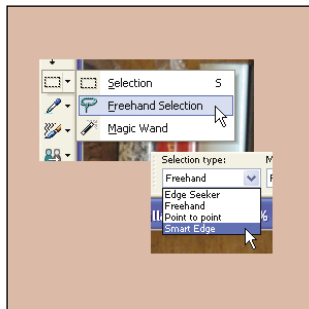 Selection S
Freehand Selection
Magic Wand
Selection type:
Freehand
Edge Seeker
Freehand
Point to point
Smart Edge
%